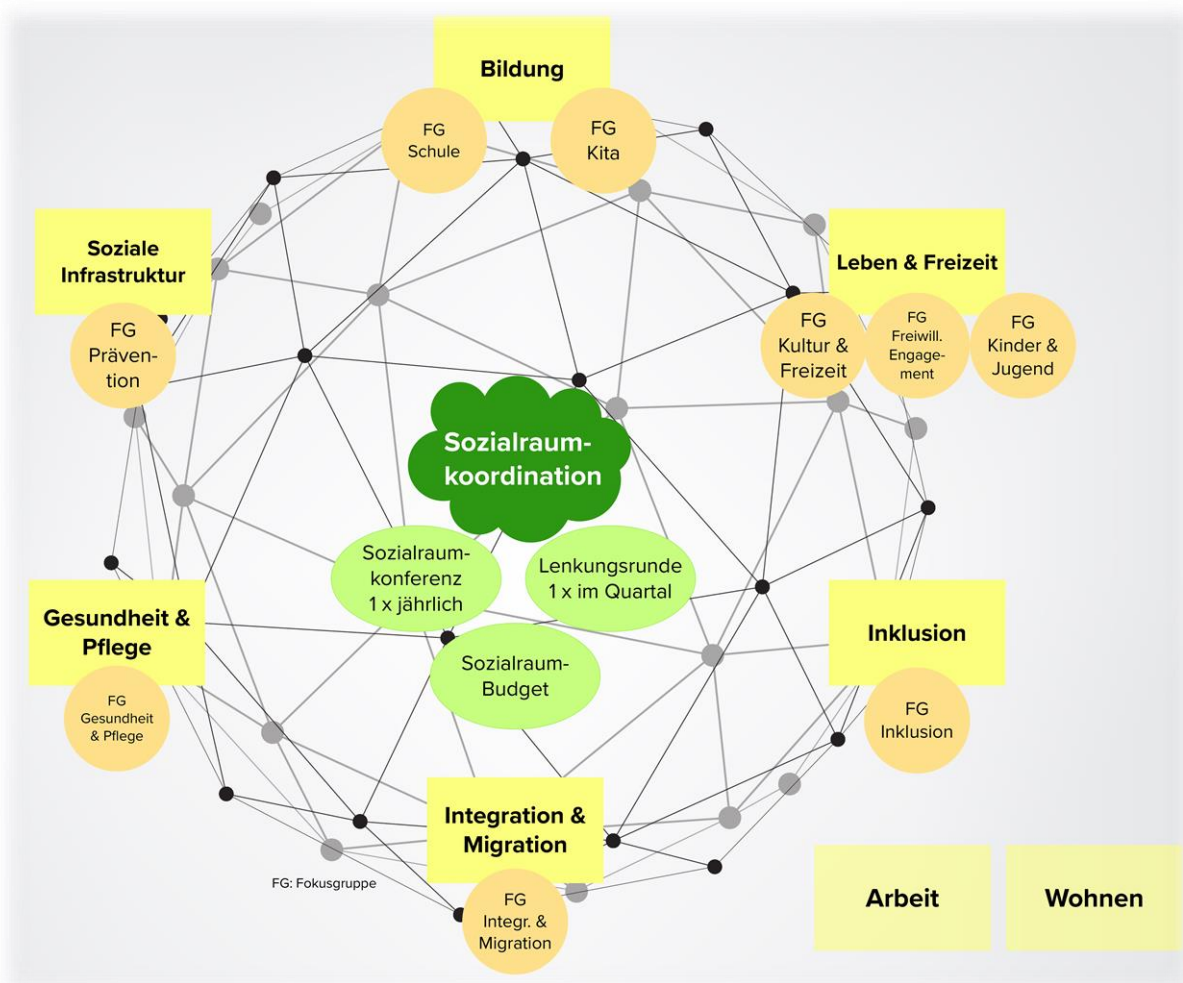 Bildung
FG
Schule
FG
Kita
Soziale
Infrastruktur
FG
Präven-
tion
Leben & Freizeit
FG
Kultur &
Freizeit
FG
Freiwill.
Engage-
ment
FG
Kinder &
Jugend
Sozialraum-
koordination
Sozialraum-
konferenz
1 x jährlich
Lenkungsrunde
1 x im Quartal
Sozialraum-
Budget
Gesundheit &
Pflege
FG
Gesundheit
& Pflege
Inklusion
FG
Inklusion
Integration &
Migration
FG
Integr. &
Migration
FG: Fokusgruppe
Arbeit
Wohnen